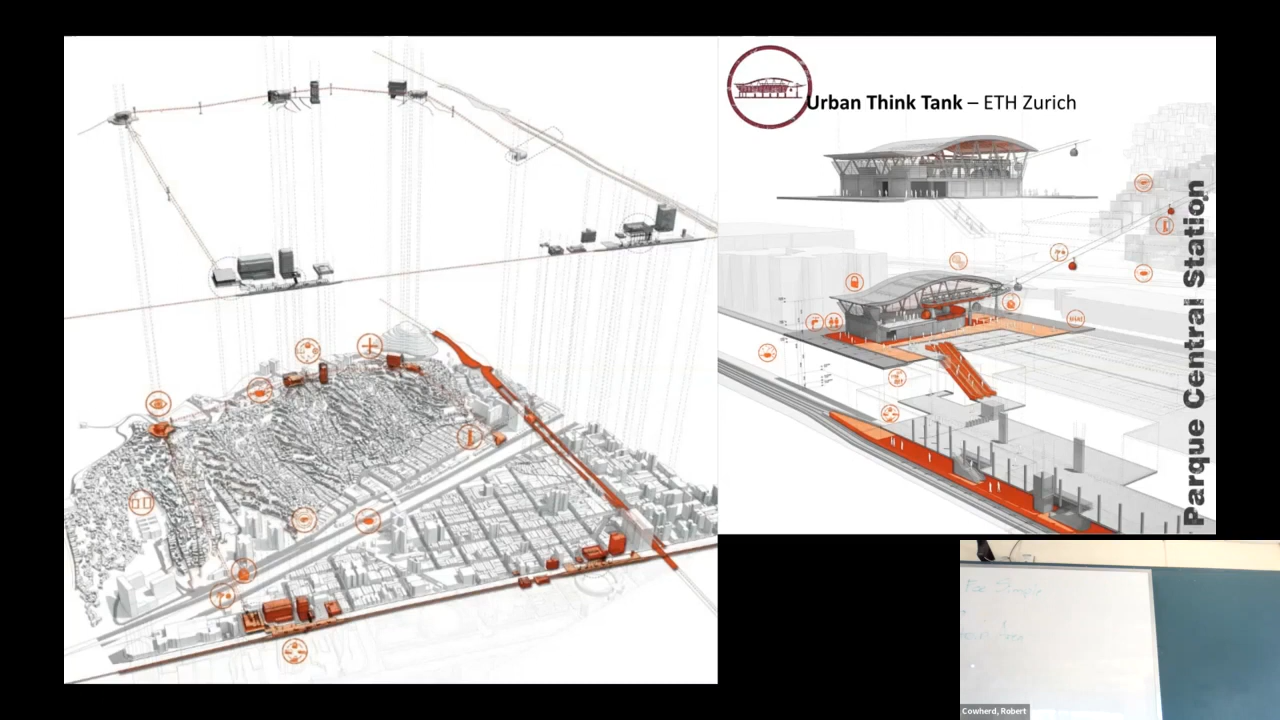 Urban Think Tank – ETH Zurich
Parque Central Station
Cowherd, Robert